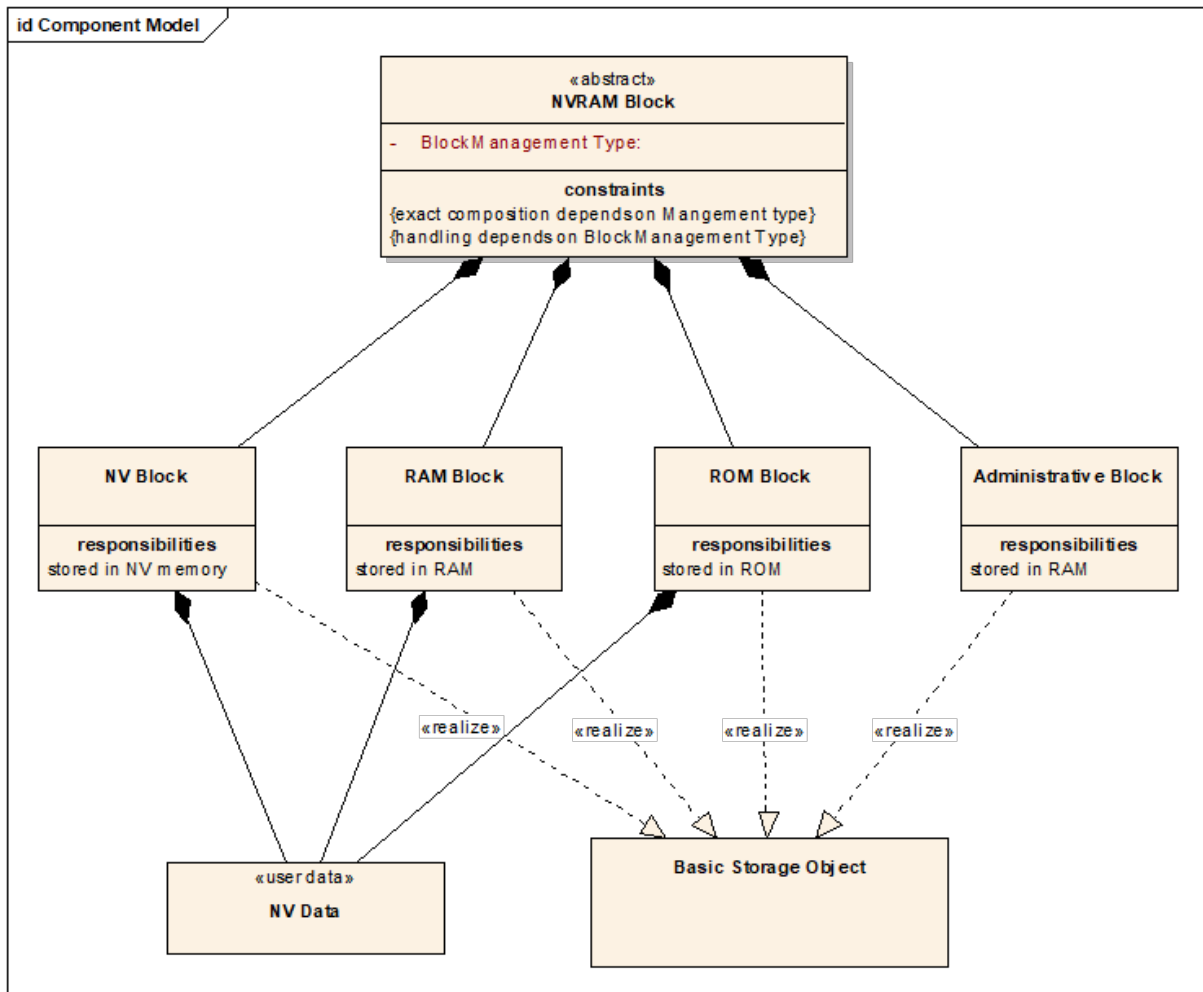 id Component Model
«abstract»
NVRAM Block
- BlockManagement Type:
constraints
{exact composition dependson Mangement type}
{handling dependson BlockManagement Type}
NV Block
responsibilities
stored in NV memory
RAM Block
responsibilities
stored in RAM
ROM Block
responsibilities
stored in ROM
Administrative Block
responsibilities
stored in RAM
«realize»
«realize»
«realize»
«realize»
«user data»
NV Data
Basic Storage Object